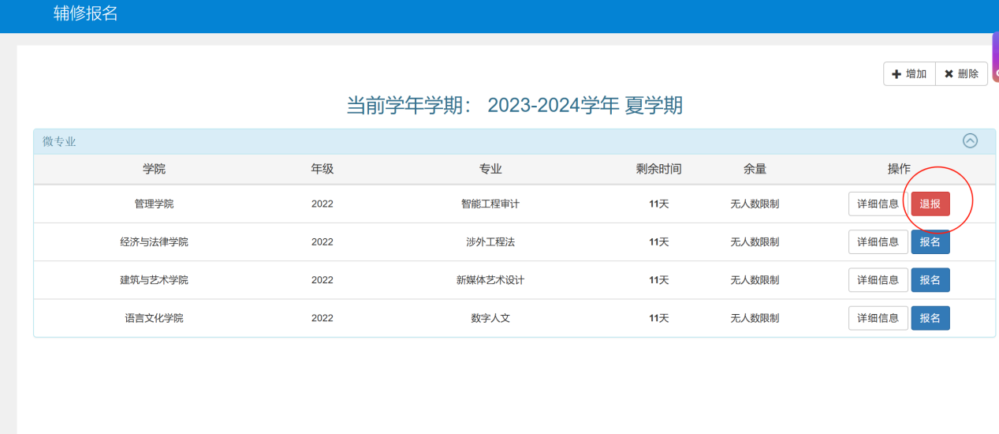 辅修报名
增加 删除
当前学年学期： 2023-2024学年 夏学期
微专业
学院 年级 专业 剩余时间 余量 操作
管理学院 2022 智能工程审计 11天 无人数限制 详细信息 退报
经济与法律学院 2022 涉外工程法 11天 无人数限制 详细信息 报名
建筑与艺术学院 2022 新媒体艺术设计 11天 无人数限制 详细信息 报名
语言文化学院 2022 数字人文 11天 无人数限制 详细信息 报名